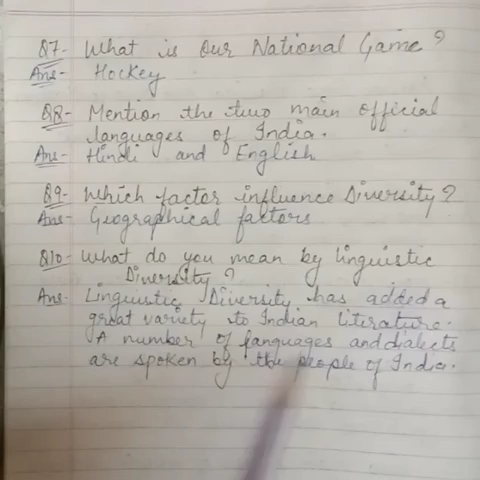 Q7- What is our National Game?
Ans- Hockey
Q8- Mention the two main official
languages of India.
Ans- Hindi and English
Q9- Which factor influence Diversity?
Ans- Geographical factors
Q10- What do you mean by linguistic
Diversity?
Ans- Linguistic Diversity has added a
great variety to Indian literature.
A number of languages and dialects
are spoken by the people of India.